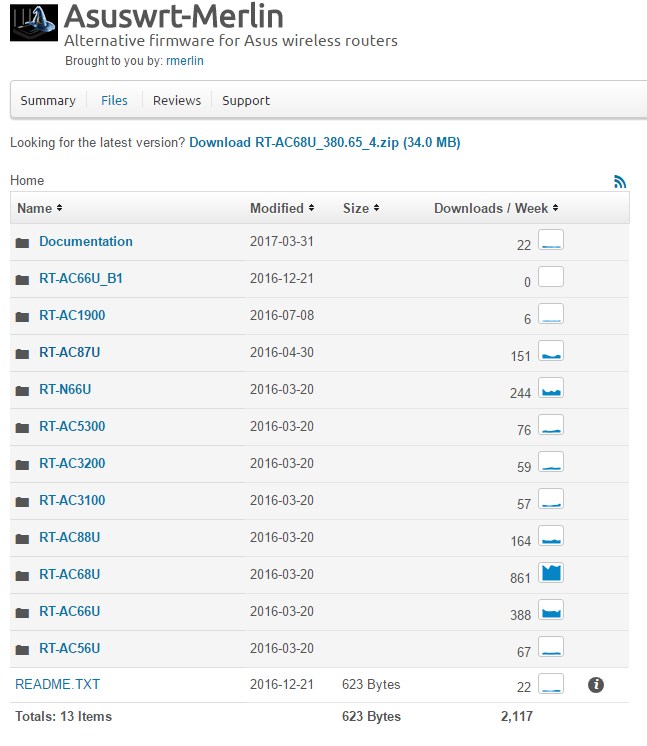 Asuswrt-Merlin
Alternative firmware for Asus wireless routers
Brought to you by: rmerlin
Summary Files Reviews Support
Looking for the latest version? Download RT-AC68U_380.65_4.zip (34.0 MB)
Home
Name Modified Size Downloads / Week
Documentation 2017-03-31 22
RT-AC66U_B1 2016-12-21 0
RT-AC1900 2016-07-08 6
RT-AC87U 2016-04-30 151
RT-N66U 2016-03-20 244
RT-AC5300 2016-03-20 76
RT-AC3200 2016-03-20 59
RT-AC3100 2016-03-20 57
RT-AC88U 2016-03-20 164
RT-AC68U 2016-03-20 861
RT-AC66U 2016-03-20 388
RT-AC56U 2016-03-20 67
README.TXT 2016-12-21 623 Bytes 22 i
Totals: 13 Items 623 Bytes 2,117